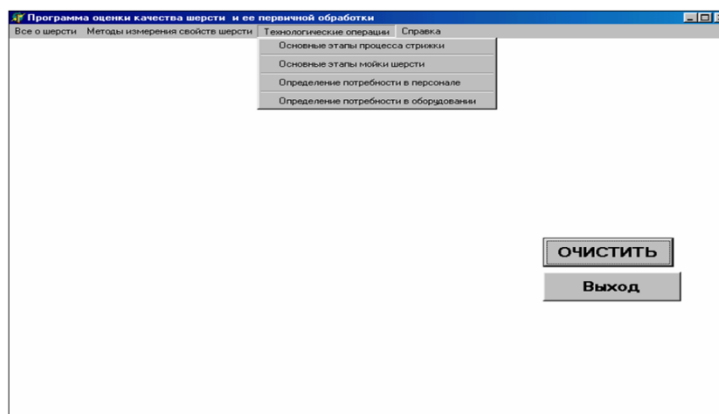 Программа оценки качества шерсти и ее первичной обработки
Все о шерсти Методы измерения свойств шерсти Технологические операции Справка
Основные этапы процесса стрижки
Основные этапы мойки шерсти
Определение потребности в персонале
Определение потребности в оборудовании
ОЧИСТИТЬ
Выход